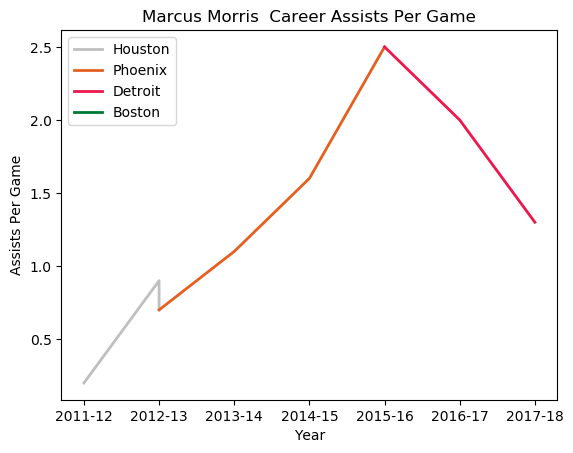 Marcus Morris  Career Assists Per Game
Houston
Phoenix
Detroit
Boston
2.5
2.0
1.5
1.0
0.5
Assists Per Game
2011-12 2012-13 2013-14 2014-15 2015-16 2016-17 2017-18
Year